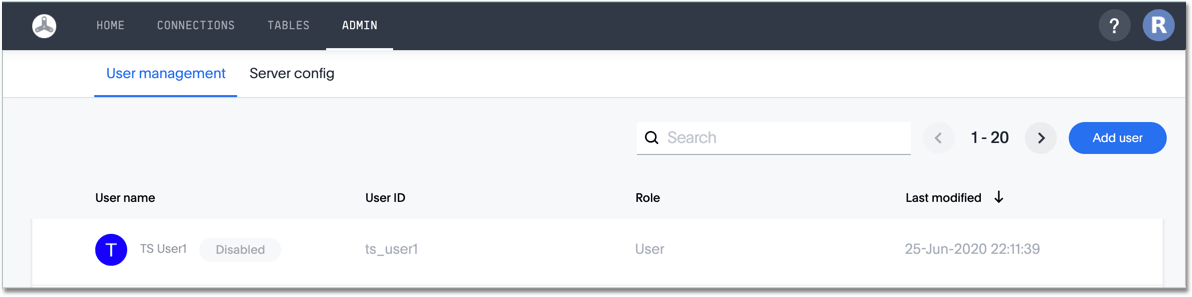 HOME CONNECTIONS TABLES ADMIN ? R
User management Server config
Search 1 - 20 Add user
User name User ID Role Last modified
T TS User1 Disabled ts_user1 User 25-Jun-2020 22:11:39